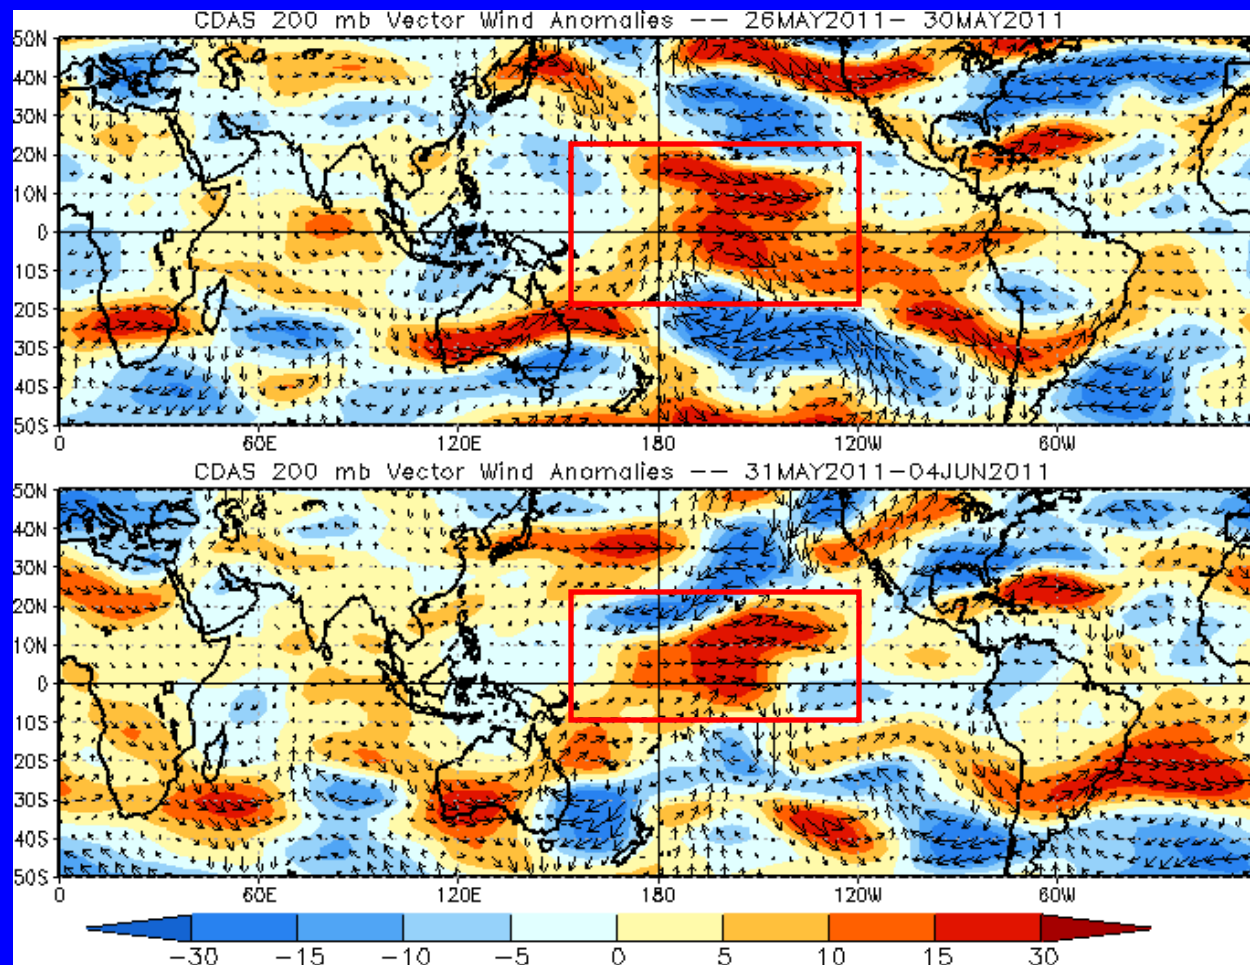 CDAS 200 mb Vector Wind Anomalies -- 26MAY2011- 30MAY2011
50N
40N
30N
20N
10N
0
10S
20S
30S
40S
50S
0 60E 120E 180 120W 60W
CDAS 200 mb Vector Wind Anomalies -- 31MAY2011-04JUN2011
50N
40N
30N
20N
10N
0
10S
20S
30S
40S
50S
0 60E 120E 180 120W 60W
-30 -15 -10 -5 0 5 10 15 30